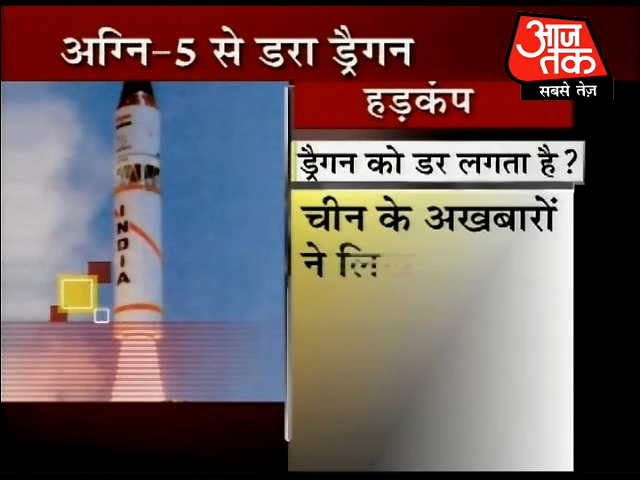 अग्नि-5 से डरा ड्रैगन
आज
तक
सबसे तेज़
हड़कंप
INDIA
ड्रैगन को डर लगता है?
चीन के अखबारों
ने